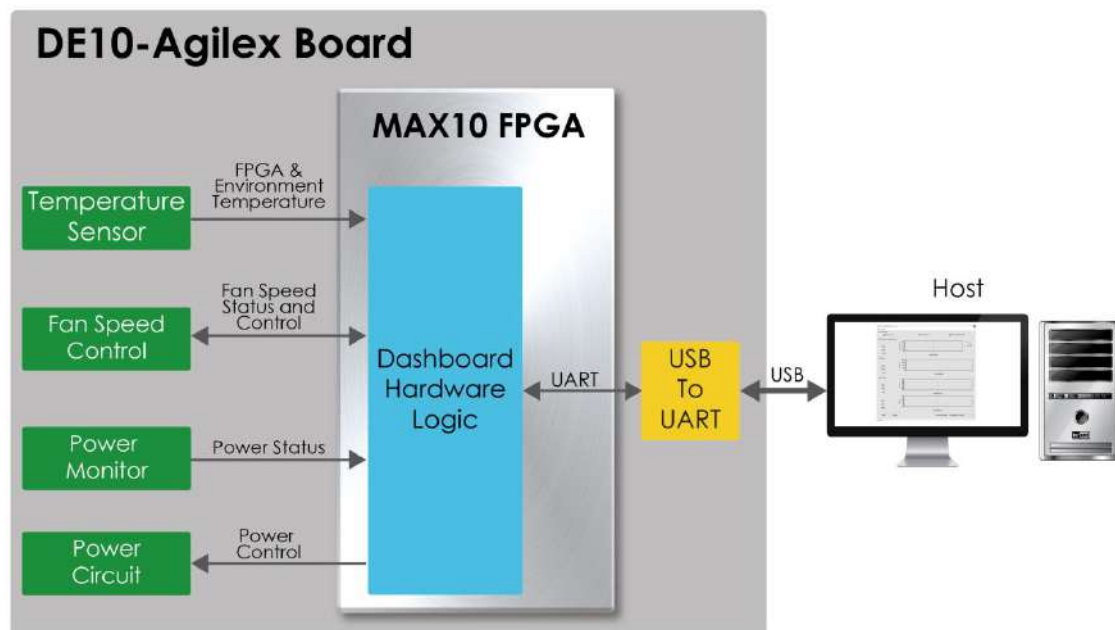 DE10-Agilex Board
MAX10 FPGA
FPGA &
Environment
Temperature
Temperature
Sensor
Fan Speed
Status and
Control
Fan Speed
Control
Dashboard
Hardware
Logic
UART
USB
To
UART
USB
Host
Power
Monitor
Power Status
Power
Control
Power
Circuit